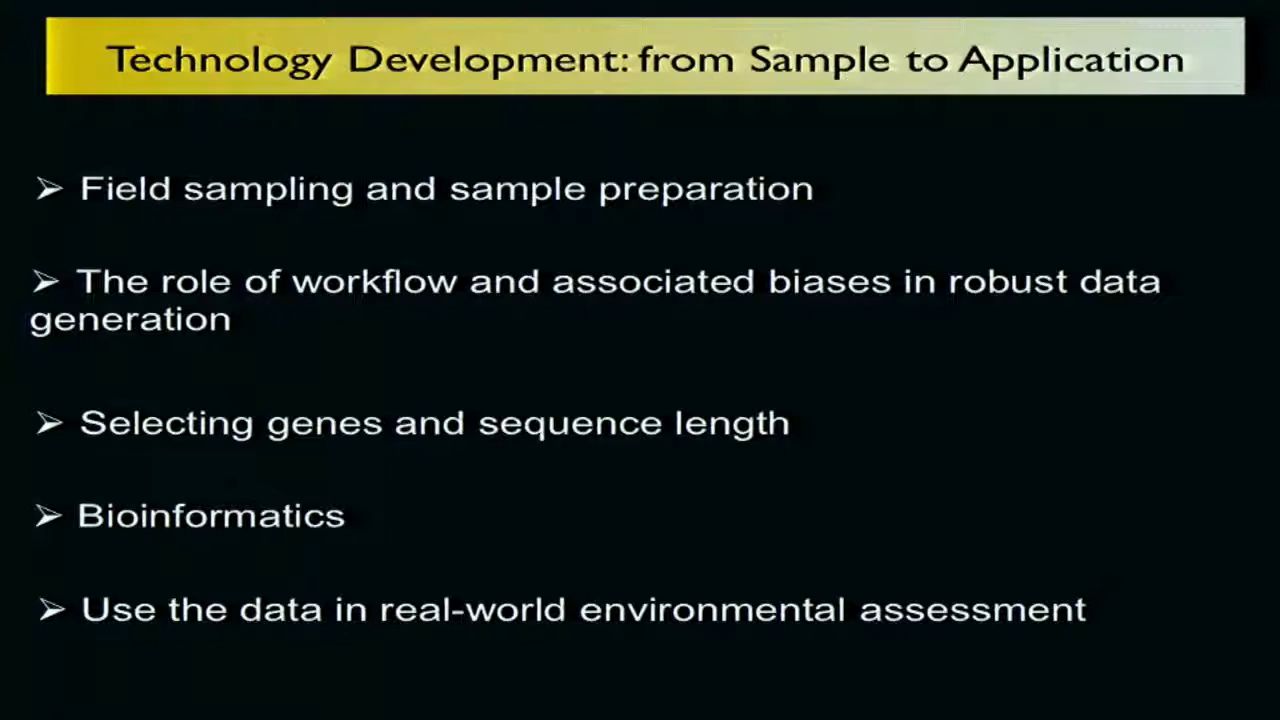 Technology Development: from Sample to Application
➢ Field sampling and sample preparation
➢ The role of workflow and associated biases in robust data
generation
➢ Selecting genes and sequence length
➢ Bioinformatics
➢ Use the data in real-world environmental assessment